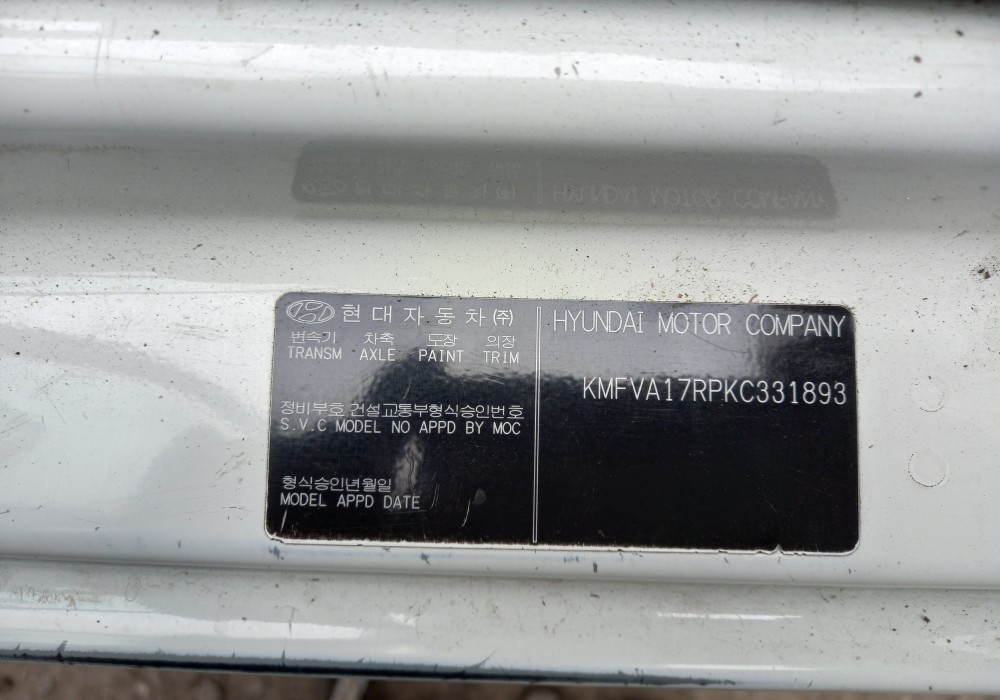 현대자동차(주)
변속기 차축 도장 의장
TRANSM AXLE PAINT TRIM
정비부호 건설교통부형식승인번호
S.V.C MODEL NO APPD BY MOC
형식승인년월일
MODEL APPD DATE
HYUNDAI MOTOR COMPANY
KMFVA17RPKC331893